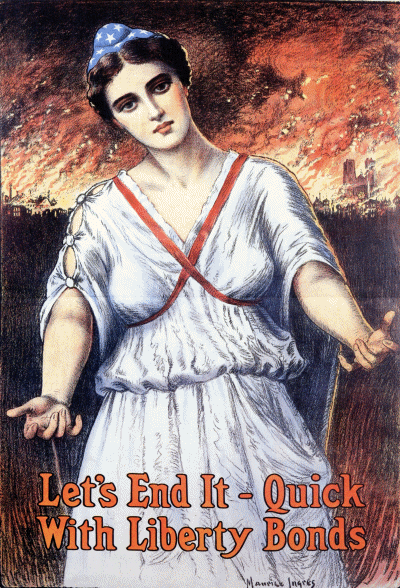 Let's End It - Quick
With Liberty Bonds
Maurice Ingres